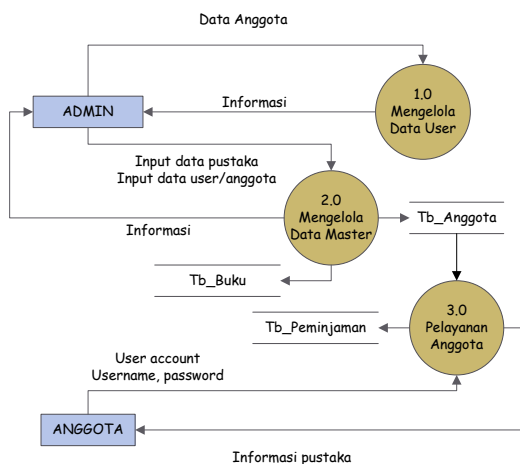 Data Anggota
ADMIN
Informasi
1.0
Mengelola
Data User
Input data pustaka
Input data user/anggota
Informasi
2.0
Mengelola
Data Master
Tb_Anggota
Tb_Buku
Tb_Peminjaman
3.0
Pelayanan
Anggota
User account
Username, password
ANGGOTA
Informasi pustaka